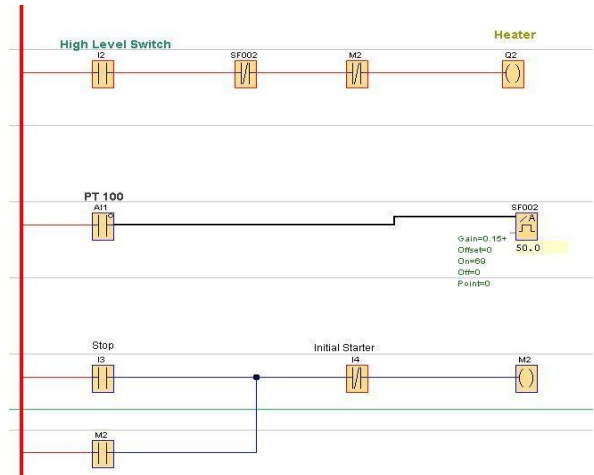 High Level Switch
Heater
I2
SF002
M2
Q2
PT 100
AI1
SF002
/A
Gain=0.15+
Offset=0
On=69
Off=0
Point=0
50.0
Stop
Initial Starter
I3
I4
M2
M2